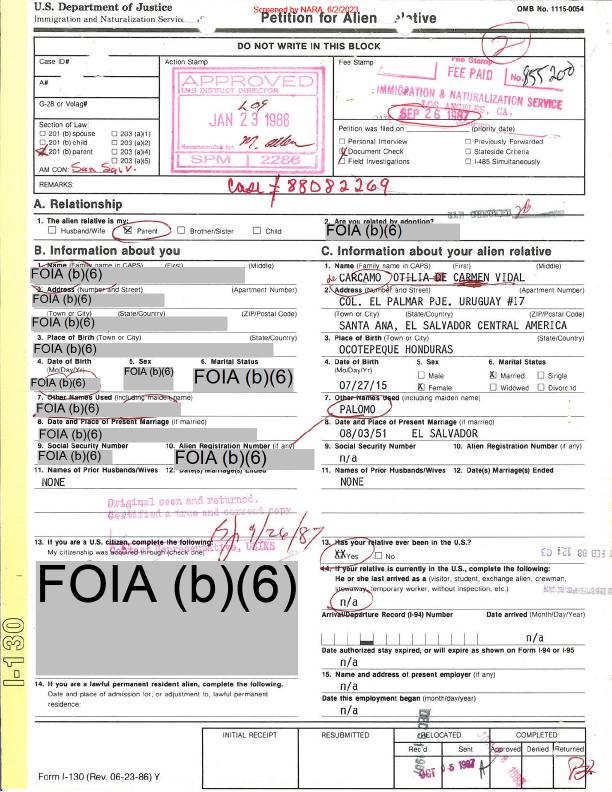 Screened by NARA, 6/2/2023
U.S. Department of Justice
Immigration and Naturalization Service
Petition for Alien Relative
OMB No. 1115-0054
DO NOT WRITE IN THIS BLOCK
2
Case ID#
Action Stamp
Fee Stamp
A#
G-28 or Volag#
APPROVED
INS DISTRICT DIRECTOR
LOS
JAN 23 1988
Recommended by:
SPM 2286
Fee Stamp
FEE PAID No. 855200
IMMIGRATION & NATURALIZATION SERVICE
LOS ANGELES, CA.
SEP 26 1987
Section of Law:
201 (b) spouse 203 (a)(1)
201 (b) child 203 (a)(2)
201 (b) parent 203 (a)(4)
203 (a)(5)
AM CON: San Salv.
Petition was filed on (priority date)
Personal Interview Previously Forwarded
Document Check Stateside Criteria
Field Investigations I-485 Simultaneously
REMARKS:
Case # 88082269
A. Relationship
1. The alien relative is my:
Husband/Wife Parent Brother/Sister Child
2. Are you related by adoption?
FOIA (b)(6)
B. Information about you
1. Name (Family name in CAPS) (First) (Middle)
FOIA (b)(6)
2. Address (Number and Street) (Apartment Number)
FOIA (b)(6)
(Town or City) (State/Country) (ZIP/Postal Code)
FOIA (b)(6)
3. Place of Birth (Town or City) (State/Country)
FOIA (b)(6)
4. Date of Birth (Mo/Day/Yr) 5. Sex 6. Marital Status
FOIA (b)(6) FOIA (b)(6) FOIA (b)(6)
7. Other Names Used (including maiden name)
FOIA (b)(6)
8. Date and Place of Present Marriage (if married)
FOIA (b)(6)
9. Social Security Number 10. Alien Registration Number (if any)
FOIA (b)(6) FOIA (b)(6)
11. Names of Prior Husbands/Wives 12. Date(s) Marriage(s) Ended
NONE
Original seen and returned.
Certified a true and correct copy
9/26/87
13. If you are a U.S. citizen, complete the following:
My citizenship was acquired through (check one)
FOIA (b)(6)
14. If you are a lawful permanent resident alien, complete the following:
Date and place of admission for, or adjustment to, lawful permanent
residence:
C. Information about your alien relative
1. Name (Family name in CAPS) (First) (Middle)
de CARCAMO OTILIA DE CARMEN VIDAL
2. Address (Number and Street) (Apartment Number)
COL. EL PALMAR PJE. URUGUAY #17
(Town or City) (State/Country) (ZIP/Postal Code)
SANTA ANA, EL SALVADOR CENTRAL AMERICA
3. Place of Birth (Town or City) (State/Country)
OCOTEPEQUE HONDURAS
4. Date of Birth (Mo/Day/Yr) 5. Sex 6. Marital Status
Male Married Single
07/27/15 Female Widowed Divorced
7. Other Names Used (including maiden name)
PALOMO
8. Date and Place of Present Marriage (if married)
08/03/51 EL SALVADOR
9. Social Security Number 10. Alien Registration Number (if any)
n/a
11. Names of Prior Husbands/Wives 12. Date(s) Marriage(s) Ended
NONE
13. Has your relative ever been in the U.S.?
XX Yes No
14. If your relative is currently in the U.S., complete the following:
He or she last arrived as a (visitor, student, exchange alien, crewman,
stowaway, temporary worker, without inspection, etc.)
n/a
Arrival/Departure Record (I-94) Number Date arrived (Month/Day/Year)
n/a
Date authorized stay expired, or will expire as shown on Form I-94 or I-95
n/a
15. Name and address of present employer (if any)
n/a
Date this employment began (month/day/year)
n/a
I-130
INITIAL RECEIPT RESUBMITTED RELOCATED COMPLETED
Rec'd Sent Approved Denied Returned
OCT 05 1987
Form I-130 (Rev. 06-23-86) Y